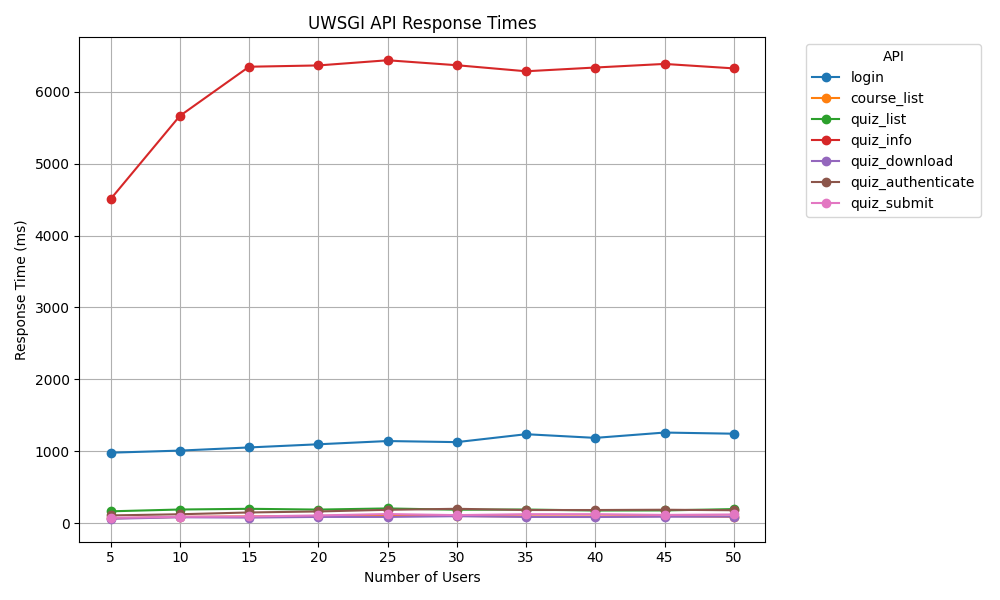 UWSGI API Response Times
Response Time (ms)
6000
5000
4000
3000
2000
1000
0
5 10 15 20 25 30 35 40 45 50
Number of Users
API
login
course_list
quiz_list
quiz_info
quiz_download
quiz_authenticate
quiz_submit